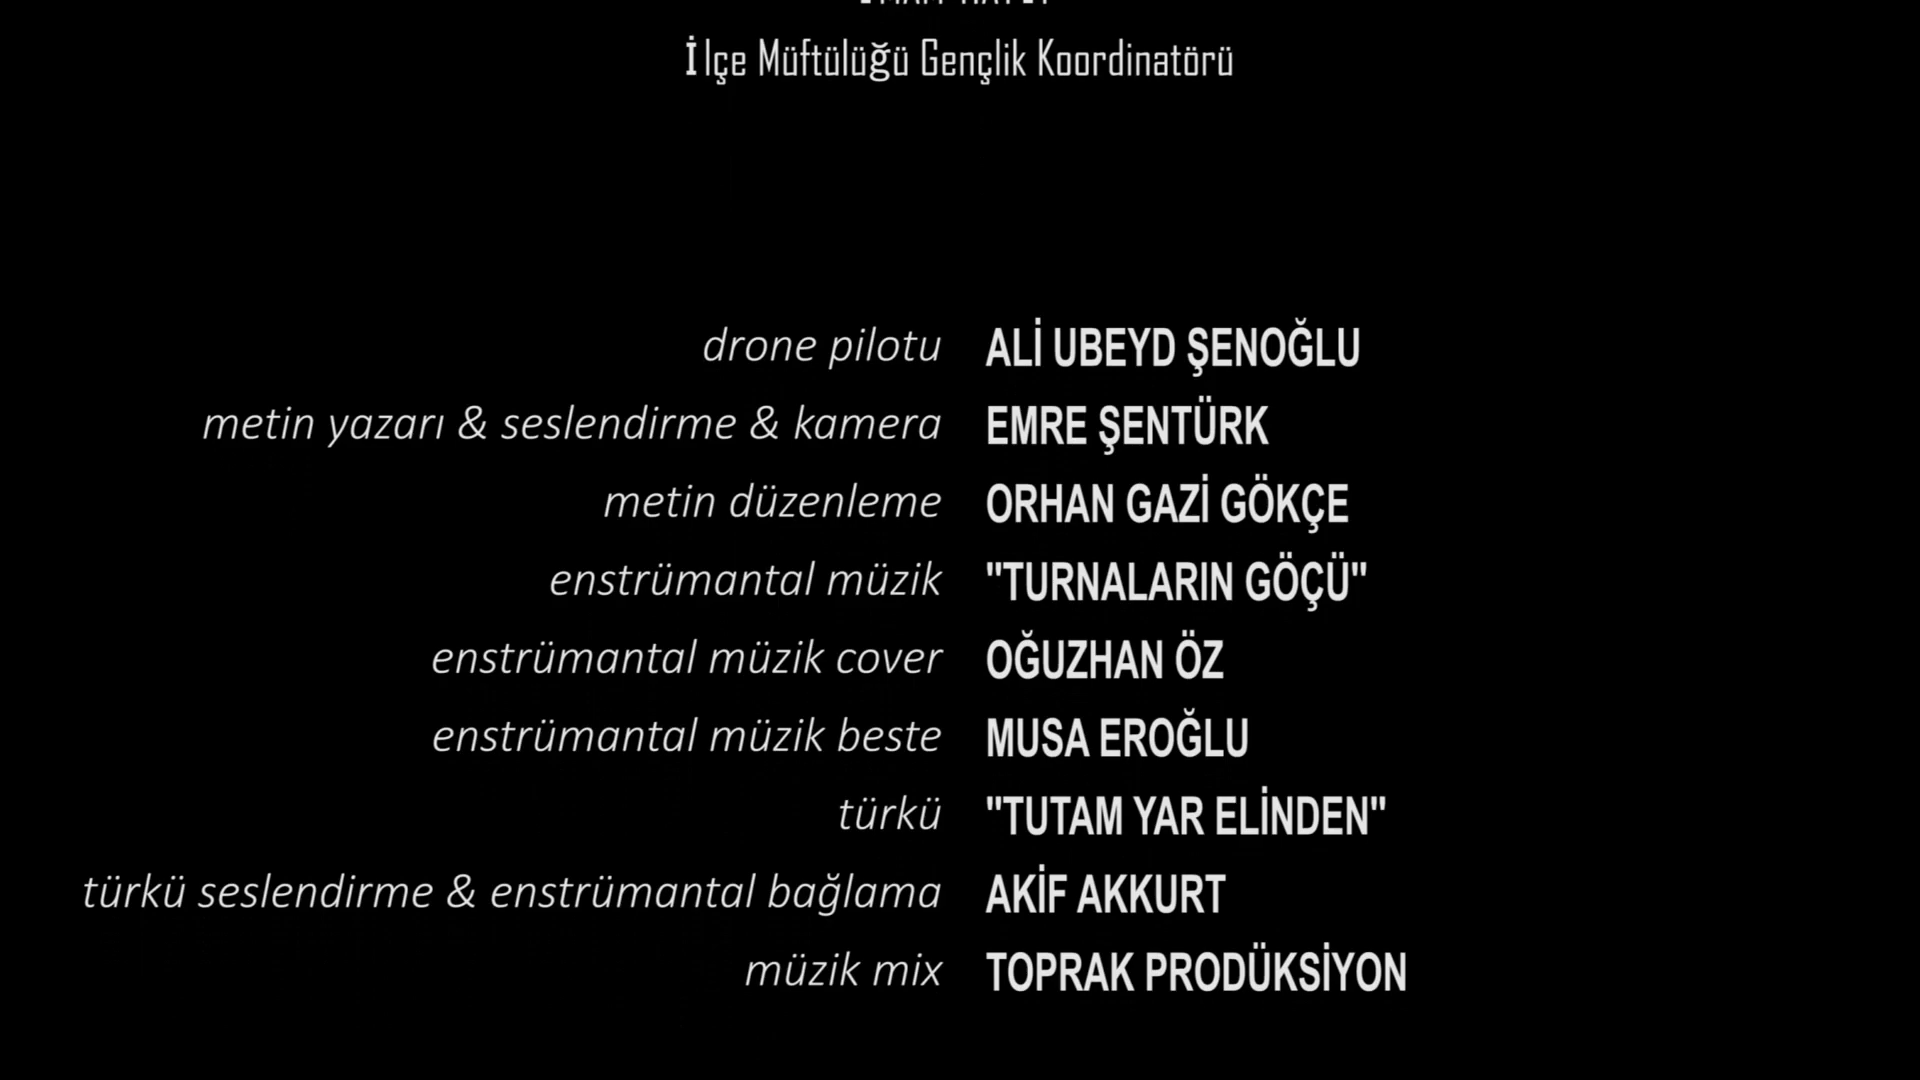 İlçe Müftülüğü Gençlik Koordinatörü
drone pilotu ALİ UBEYD ŞENOĞLU
metin yazarı & seslendirme & kamera EMRE ŞENTÜRK
metin düzenleme ORHAN GAZİ GÖKÇE
enstrümantal müzik "TURNALARIN GÖÇÜ"
enstrümantal müzik cover OĞUZHAN ÖZ
enstrümantal müzik beste MUSA EROĞLU
türkü "TUTAM YAR ELİNDEN"
türkü seslendirme & enstrümantal bağlama AKİF AKKURT
müzik mix TOPRAK PRODÜKSİYON